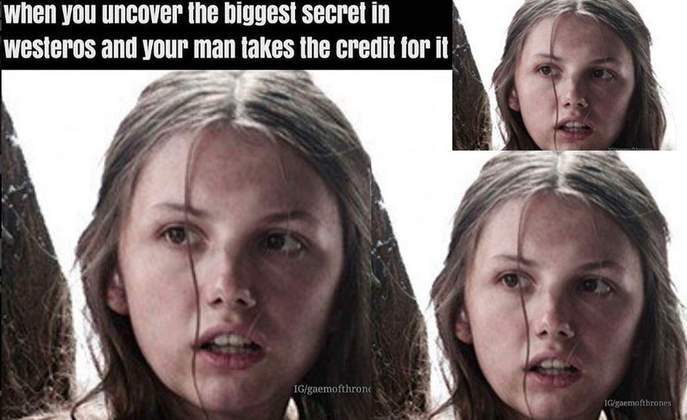 when you uncover the biggest secret in
westeros and your man takes the credit for it
IG/gaemofthrone
IG/gaemofthrones